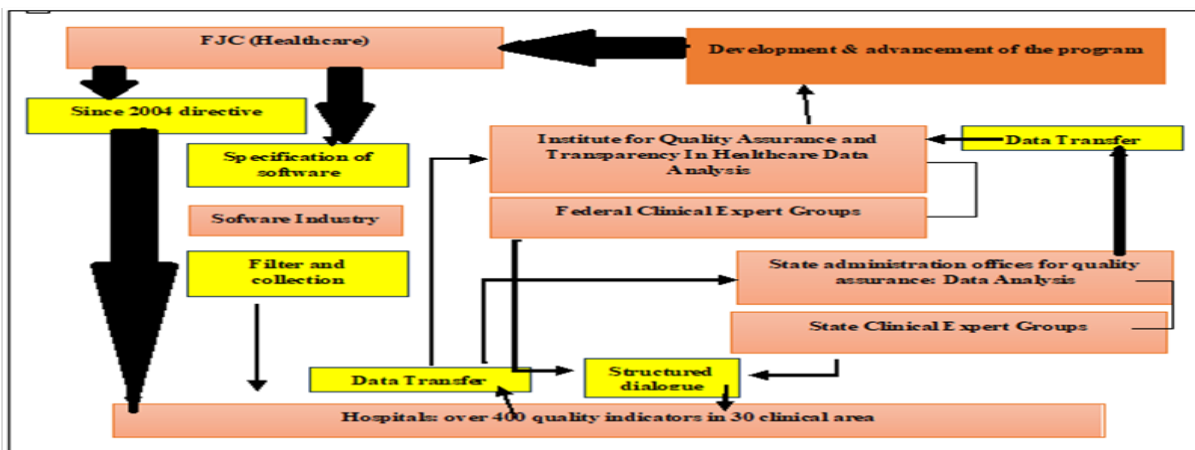 FJC (Healthcare)
Development & advancement of the program
Since 2004 directive
Specification of
software
Institute for Quality Assurance and
Transparency In Healthcare Data
Analysis
Data Transfer
Sofware Industry
Federal Clinical Expert Groups
Filter and
collection
State administration offices for quality
assurance: Data Analysis
State Clinical Expert Groups
Data Transfer
Structured
dialogue
Hospitals: over 400 quality indicators in 30 clinical area